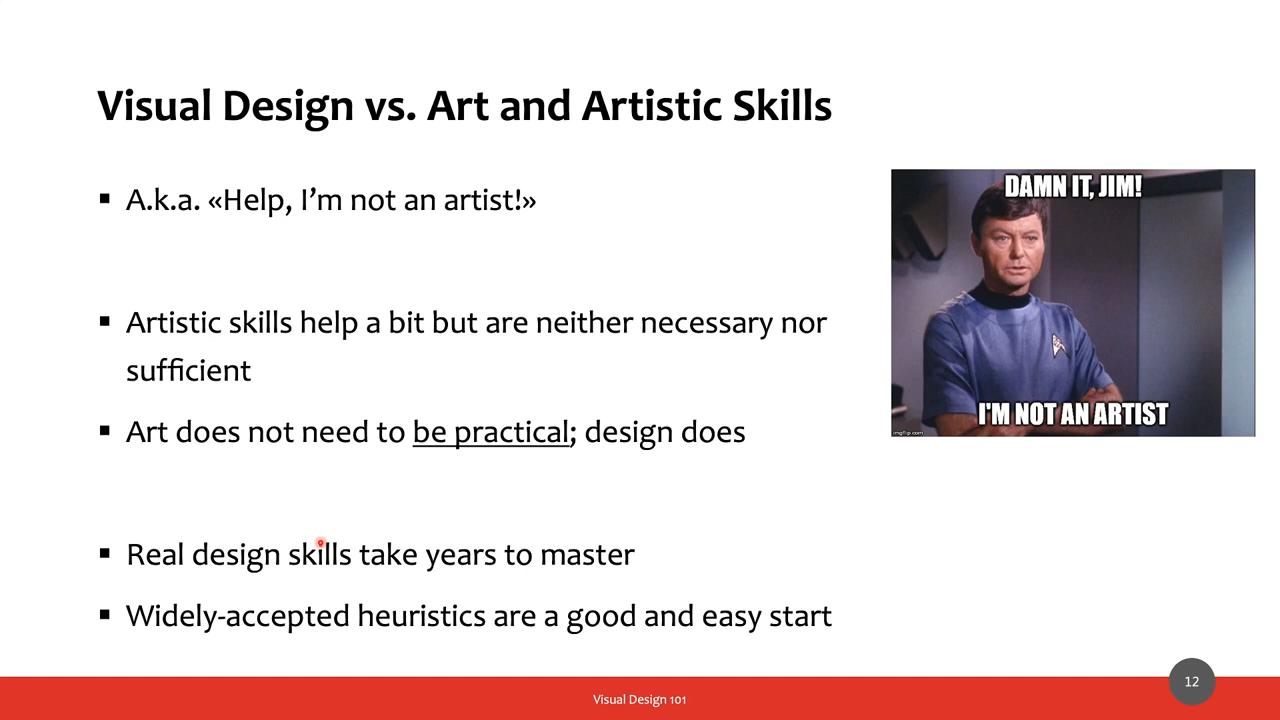 Visual Design vs. Art and Artistic Skills
▪ A.k.a. «Help, I’m not an artist!»
▪ Artistic skills help a bit but are neither necessary nor
sufficient
▪ Art does not need to be practical; design does
▪ Real design skills take years to master
▪ Widely-accepted heuristics are a good and easy start
DAMN IT, JIM!
I'M NOT AN ARTIST
imgflip.com
Visual Design 101
12